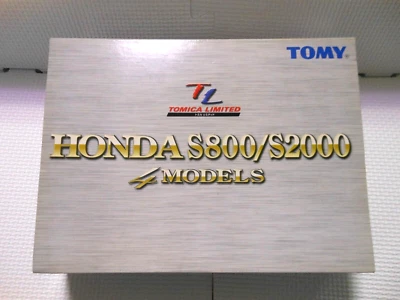 TOMY®
TL
TOMICA LIMITED
HONDA S800/S2000
4 MODELS